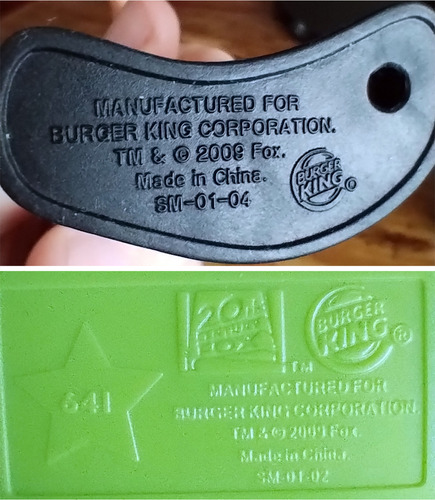 MANUFACTURED FOR
BURGER KING CORPORATION.
TM & © 2009 Fox.
Made in China.
SM-01-04
BURGER
KING
®
641
20th
CENTURY
FOX
TM
BURGER
KING
®
MANUFACTURED FOR
BURGER KING CORPORATION.
TM & © 2009 Fox.
Made in China.
SM-01-02